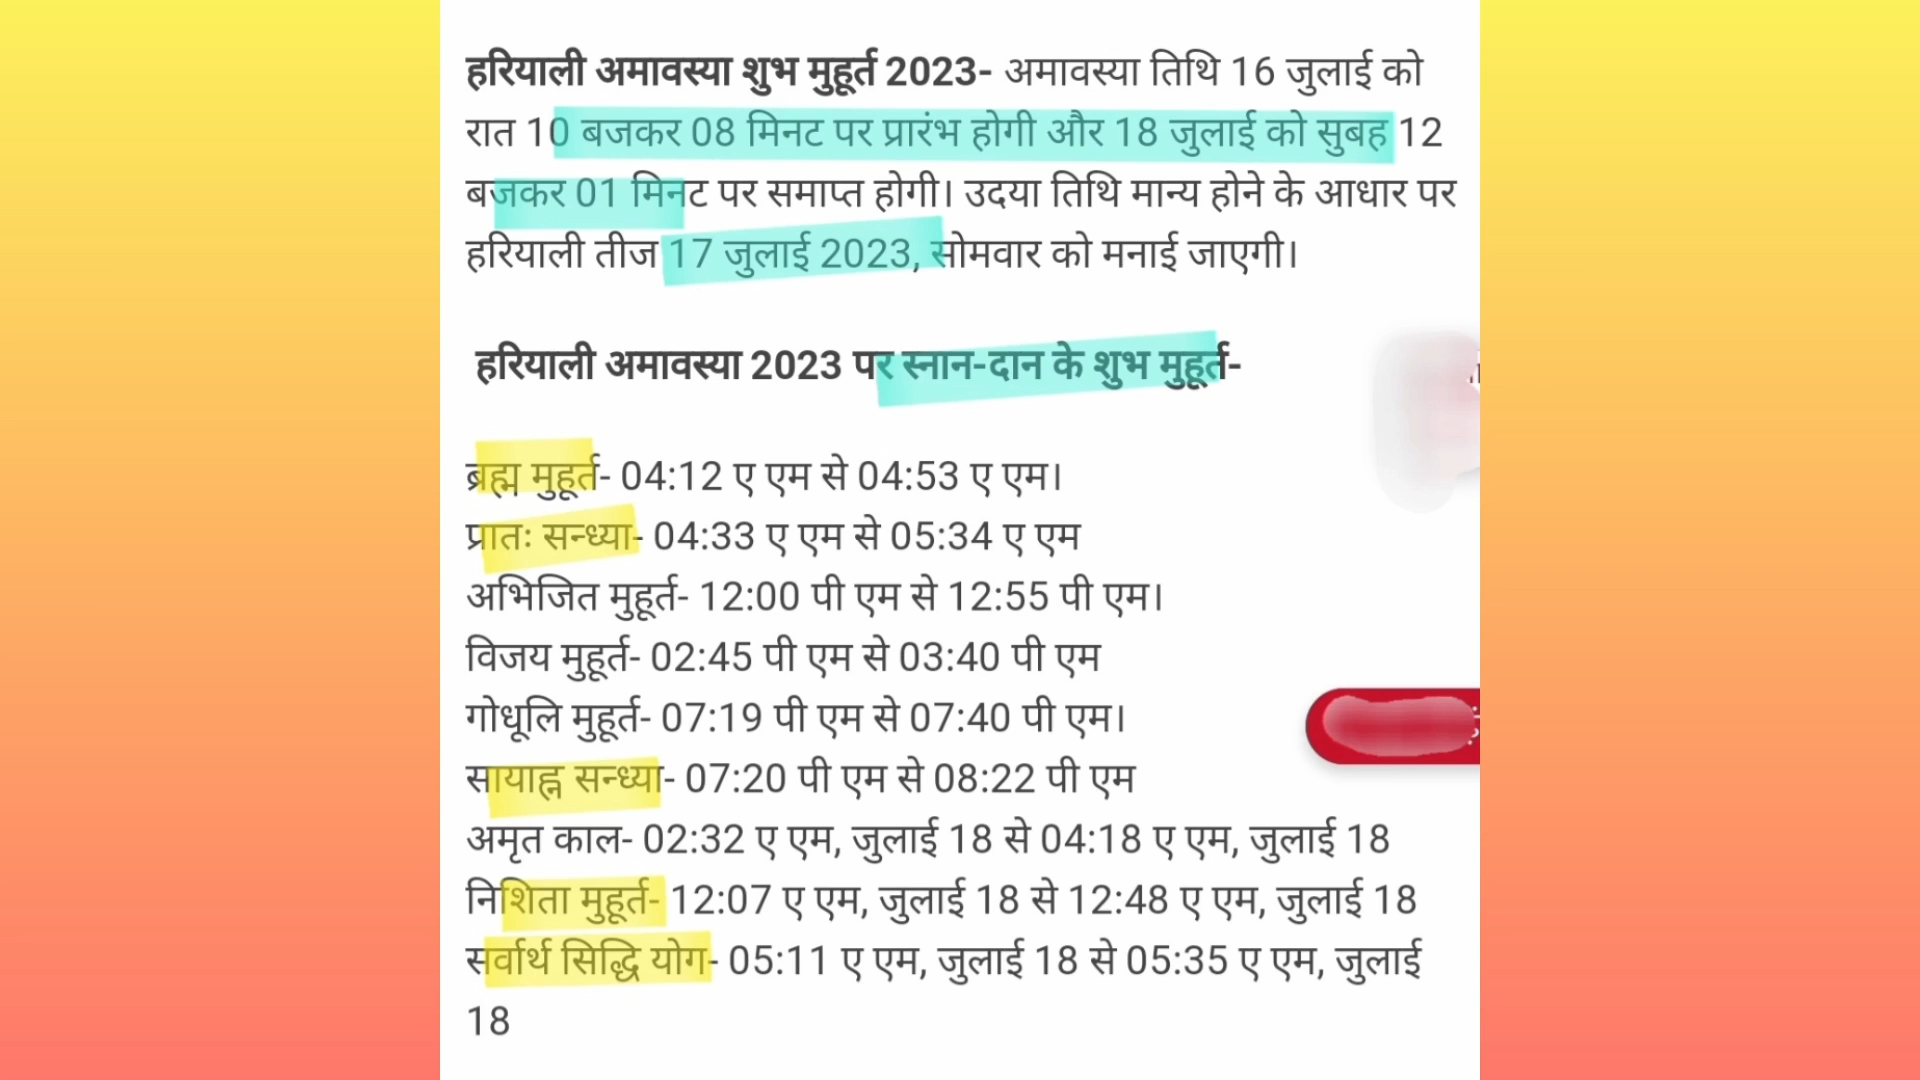 हरियाली अमावस्या शुभ मुहूर्त 2023- अमावस्या तिथि 16 जुलाई को
रात 10 बजकर 08 मिनट पर प्रारंभ होगी और 18 जुलाई को सुबह 12
बजकर 01 मिनट पर समाप्त होगी। उदया तिथि मान्य होने के आधार पर
हरियाली तीज 17 जुलाई 2023, सोमवार को मनाई जाएगी।
हरियाली अमावस्या 2023 पर स्नान-दान के शुभ मुहूर्त-
ब्रह्म मुहूर्त- 04:12 ए एम से 04:53 ए एम।
प्रातः सन्ध्या- 04:33 ए एम से 05:34 ए एम
अभिजित मुहूर्त- 12:00 पी एम से 12:55 पी एम।
विजय मुहूर्त- 02:45 पी एम से 03:40 पी एम
गोधूलि मुहूर्त- 07:19 पी एम से 07:40 पी एम।
सायाह्न सन्ध्या- 07:20 पी एम से 08:22 पी एम
अमृत काल- 02:32 ए एम, जुलाई 18 से 04:18 ए एम, जुलाई 18
निशिता मुहूर्त- 12:07 ए एम, जुलाई 18 से 12:48 ए एम, जुलाई 18
सर्वार्थ सिद्धि योग- 05:11 ए एम, जुलाई 18 से 05:35 ए एम, जुलाई
18